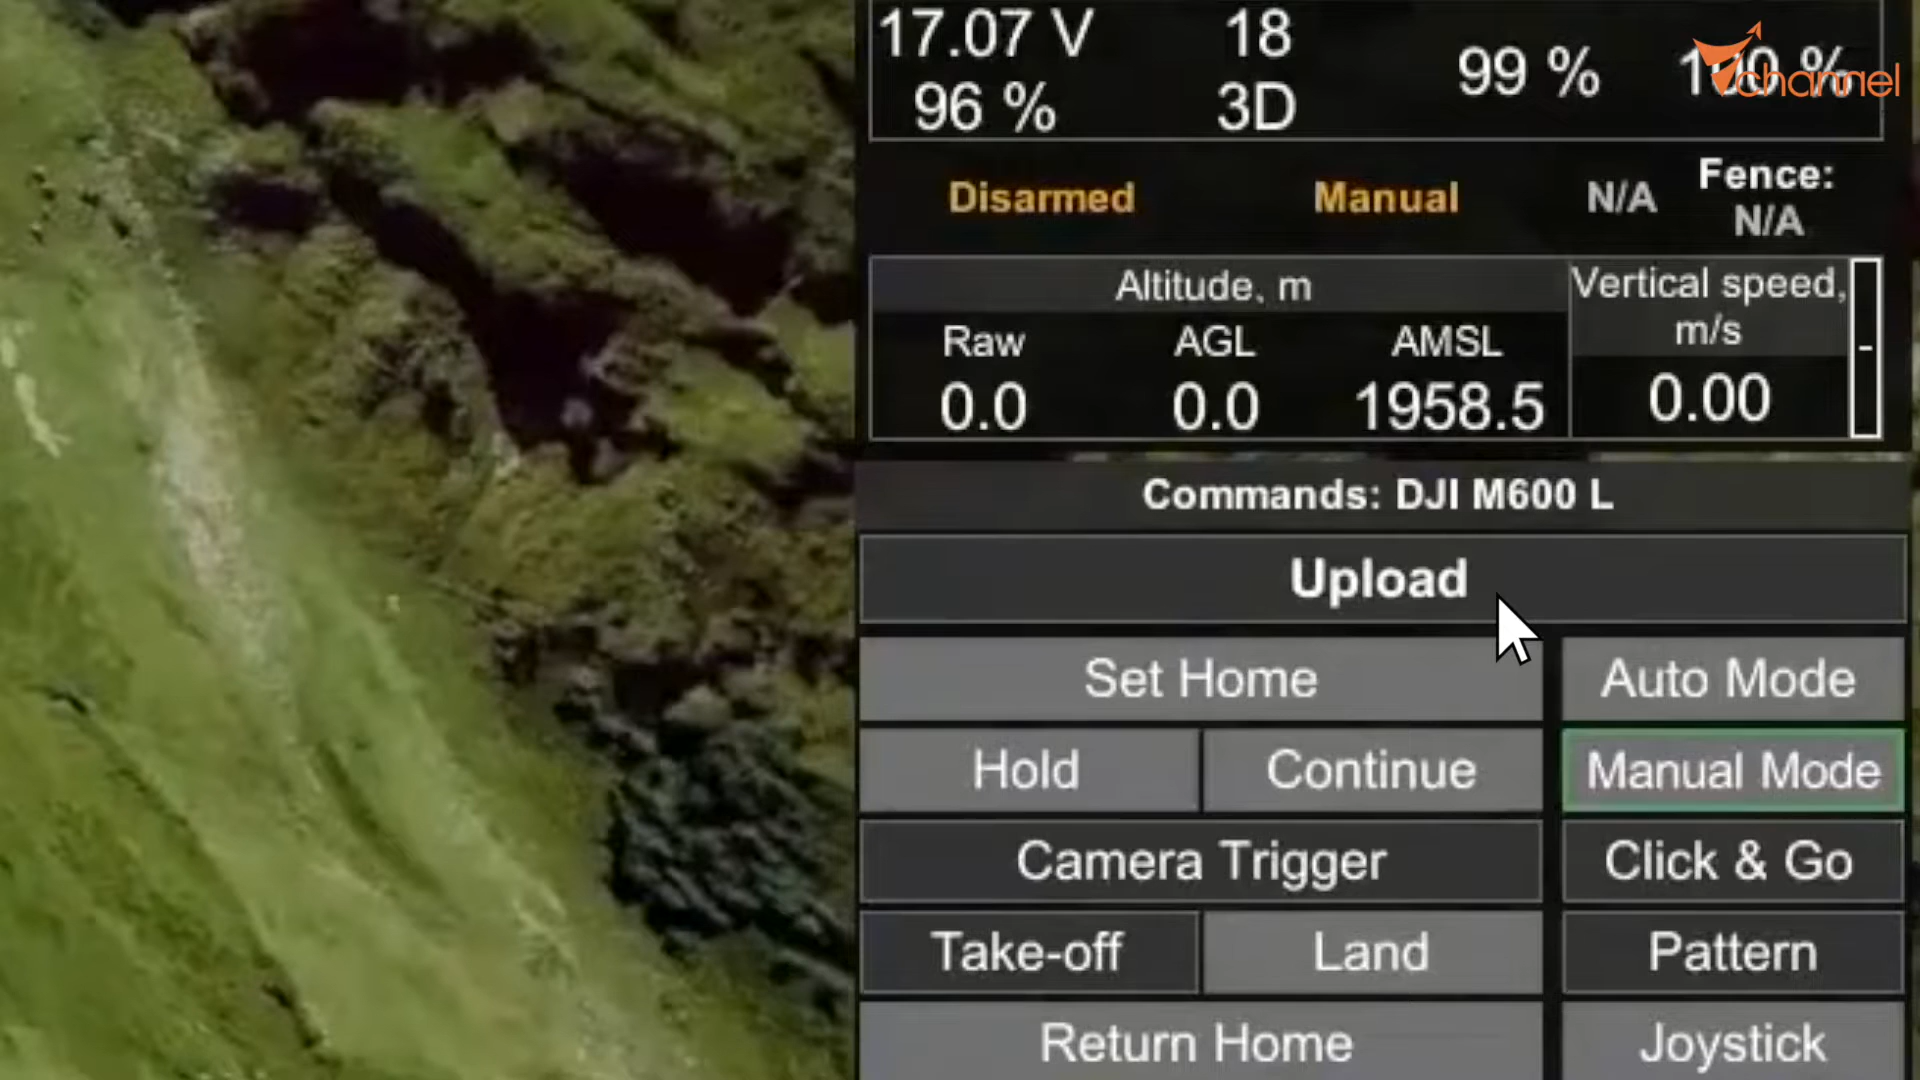 17.07 V 18
99 % 100 %
channel
96 % 3D
Disarmed Manual N/A Fence:
N/A
Altitude, m Vertical speed,
m/s
Raw AGL AMSL
0.0 0.0 1958.5 0.00
-
Commands: DJI M600 L
Upload
Set Home Auto Mode
Hold Continue Manual Mode
Camera Trigger Click & Go
Take-off Land Pattern
Return Home Joystick